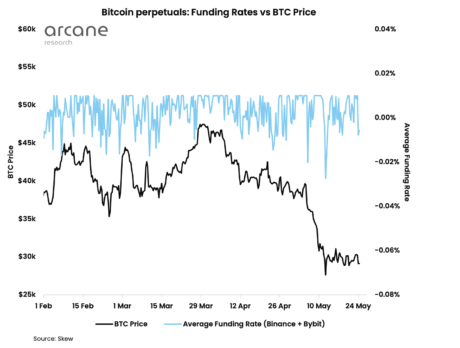 Bitcoin perpetuals: Funding Rates vs BTC Price
arcane
research
$60k
$55k
$50k
$45k
$40k
$35k
$30k
$25k
BTC Price
0.04%
0.02%
0.00%
-0.02%
-0.04%
-0.06%
-0.08%
Average Funding Rate
1 Feb 15 Feb 1 Mar 15 Mar 29 Mar 12 Apr 26 Apr 10 May 24 May
BTC Price Average Funding Rate (Binance + Bybit)
Source: Skew